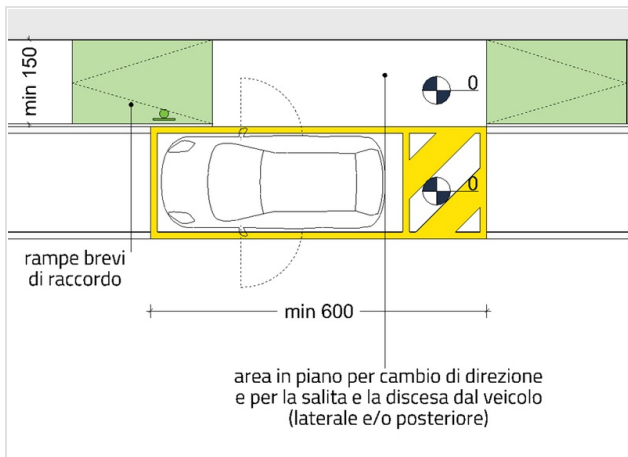 min 150
0
0
rampe brevi
di raccordo
min 600
area in piano per cambio di direzione
e per la salita e la discesa dal veicolo
(laterale e/o posteriore)